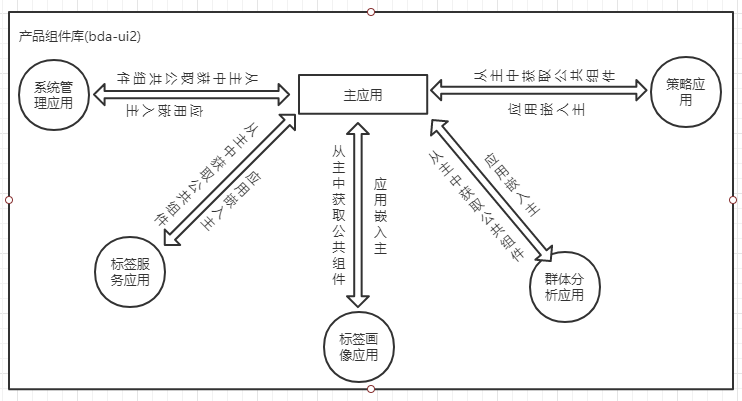 产品组件库(bda-ui2)
系统管
理应用
从主中获取公共组件
应用嵌入主
主应用
从主中获取公共组件
应用嵌入主
策略应
用
从主中获取公共组件
应用嵌入主
从主中获取公共组件
应用嵌入主
从主中获取公共组件
应用嵌入主
标签服
务应用
标签画
像应用
群体分
析应用